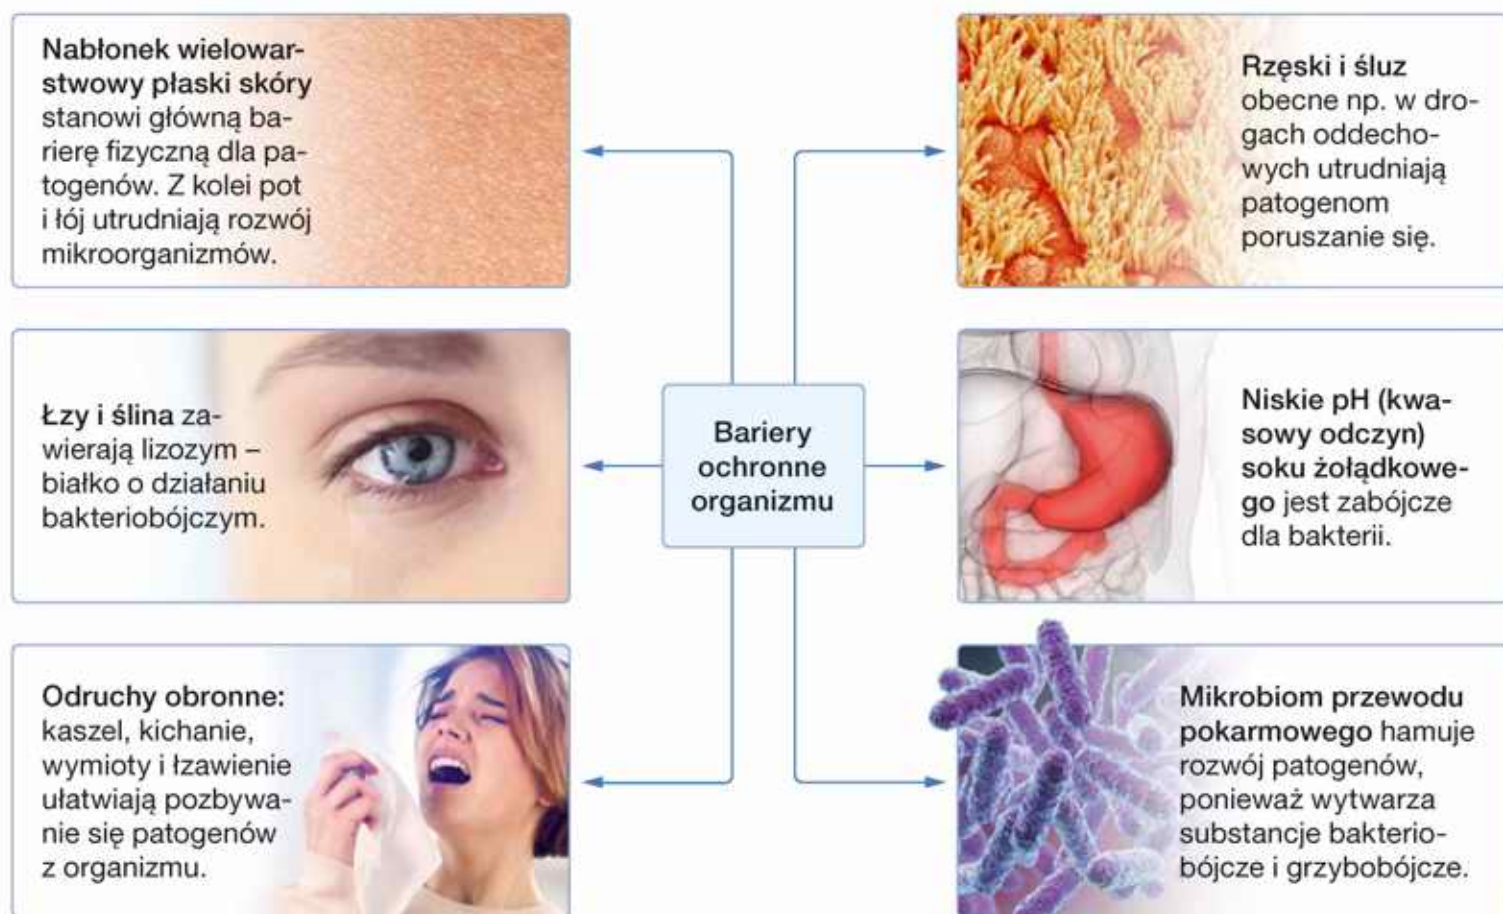 Nabłonek wielowar-
stwowy płaski skóry
stanowi główną ba-
rierę fizyczną dla pa-
togenów. Z kolei pot
i łój utrudniają rozwój
mikroorganizmów.
Rzęski i śluz
obecne np. w dro-
gach oddecho-
wych utrudniają
patogenom
poruszanie się.
Łzy i ślina za-
wierają lizozym –
białko o działaniu
bakteriobójczym.
Bariery
ochronne
organizmu
Niskie pH (kwa-
sowy odczyn)
soku żołądkowe-
go jest zabójcze
dla bakterii.
Odruchy obronne:
kaszel, kichanie,
wymioty i łzawienie
ułatwiają pozbywa-
nie się patogenów
z organizmu.
Mikrobiom przewodu
pokarmowego hamuje
rozwój patogenów,
ponieważ wytwarza
substancje bakterio-
bójcze i grzybobójcze.